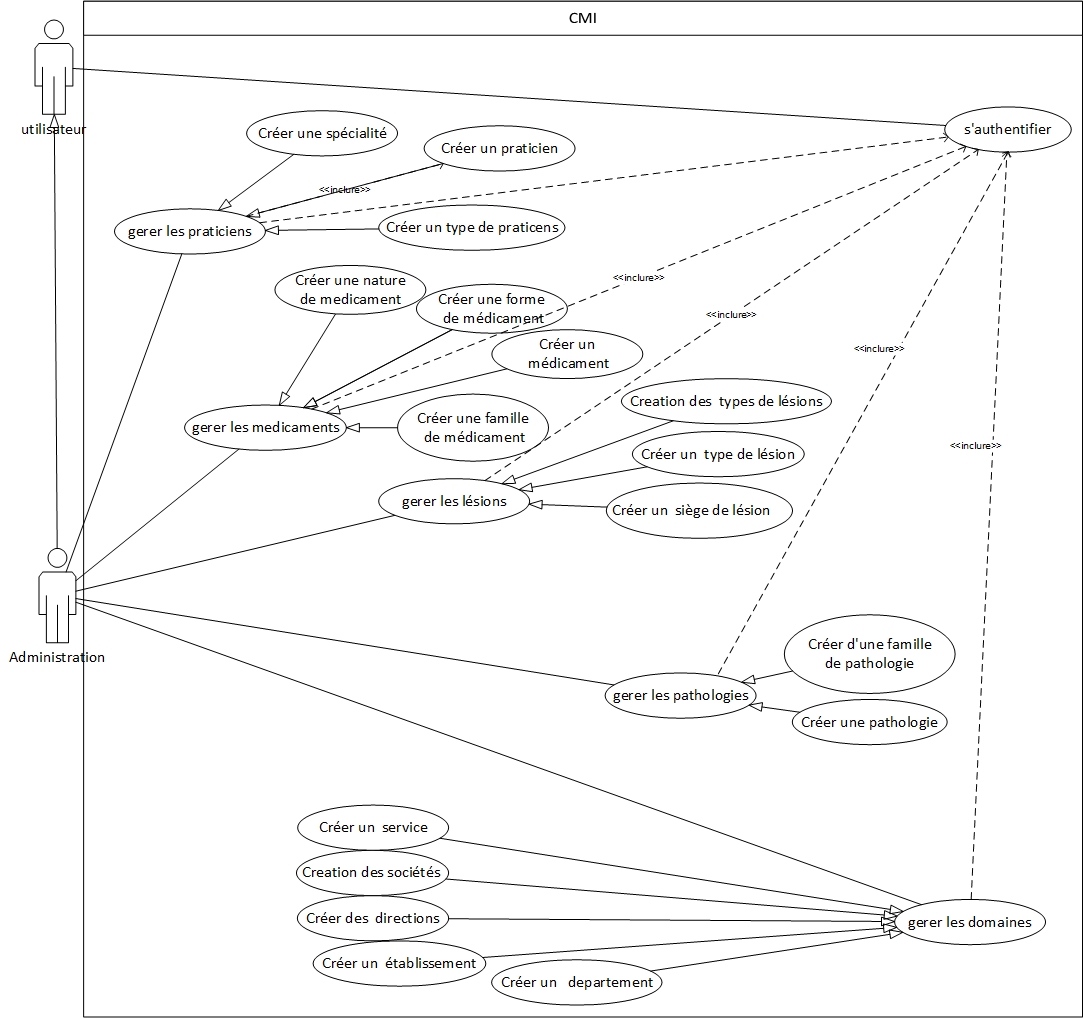 CMI
utilisateur
s'authentifier
Créer une spécialité
Créer un praticien
<<inclure>>
gerer les praticiens
Créer un type de praticens
Créer une nature
de medicament
<<inclure>>
Créer une forme
de médicament
<<inclure>>
Créer un
médicament
<<inclure>>
Creation des types de lésions
gerer les medicaments
Créer une famille
de médicament
<<inclure>>
Créer un type de lésion
gerer les lésions
Créer un siège de lésion
Administration
Créer d'une famille
de pathologie
gerer les pathologies
Créer une pathologie
Créer un service
Creation des sociétés
Créer des directions
gerer les domaines
Créer un établissement
Créer un departement